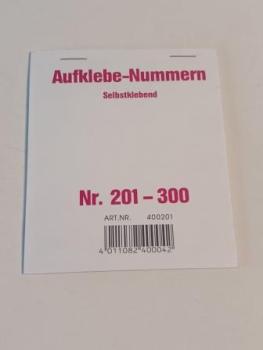 Aufklebe-Nummern
Selbstklebend
Nr. 201 – 300
ART.NR. 400201
4 011082 400042